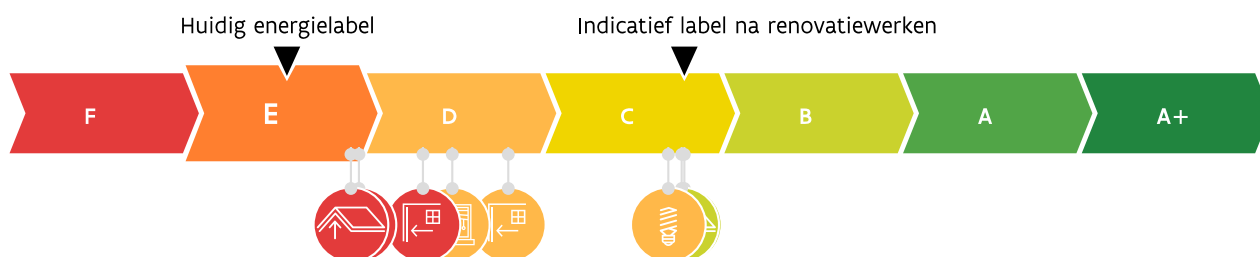 Huidig energielabel
Indicatief label na renovatiewerken
F
E
D
C
B
A
A+